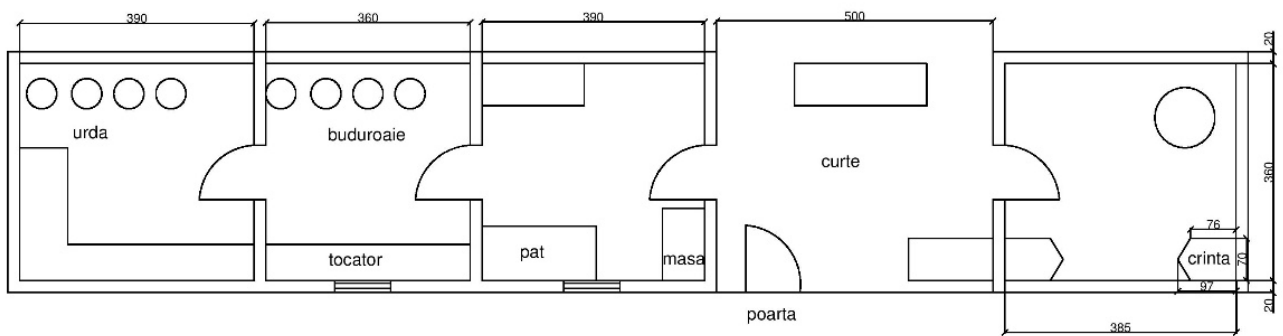 390
360
390
500
20
urda
buduroaie
curte
360
pat
76
tocator
masa
crinta
70
97
20
poarta
385